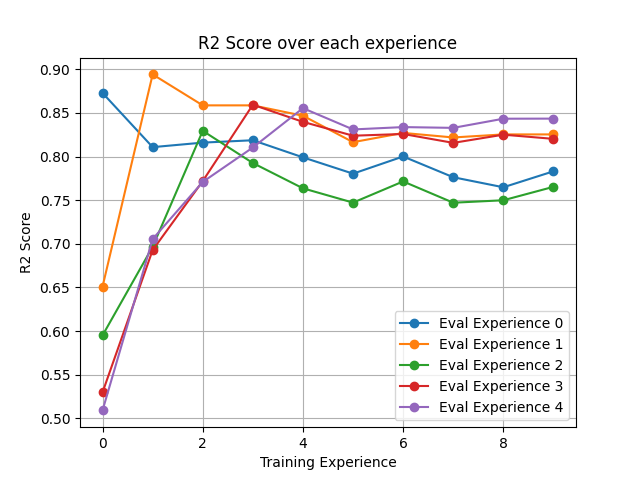 R2 Score over each experience
0.90
0.85
0.80
0.75
0.70
0.65
0.60
0.55
0.50
R2 Score
Eval Experience 0
Eval Experience 1
Eval Experience 2
Eval Experience 3
Eval Experience 4
0 2 4 6 8
Training Experience